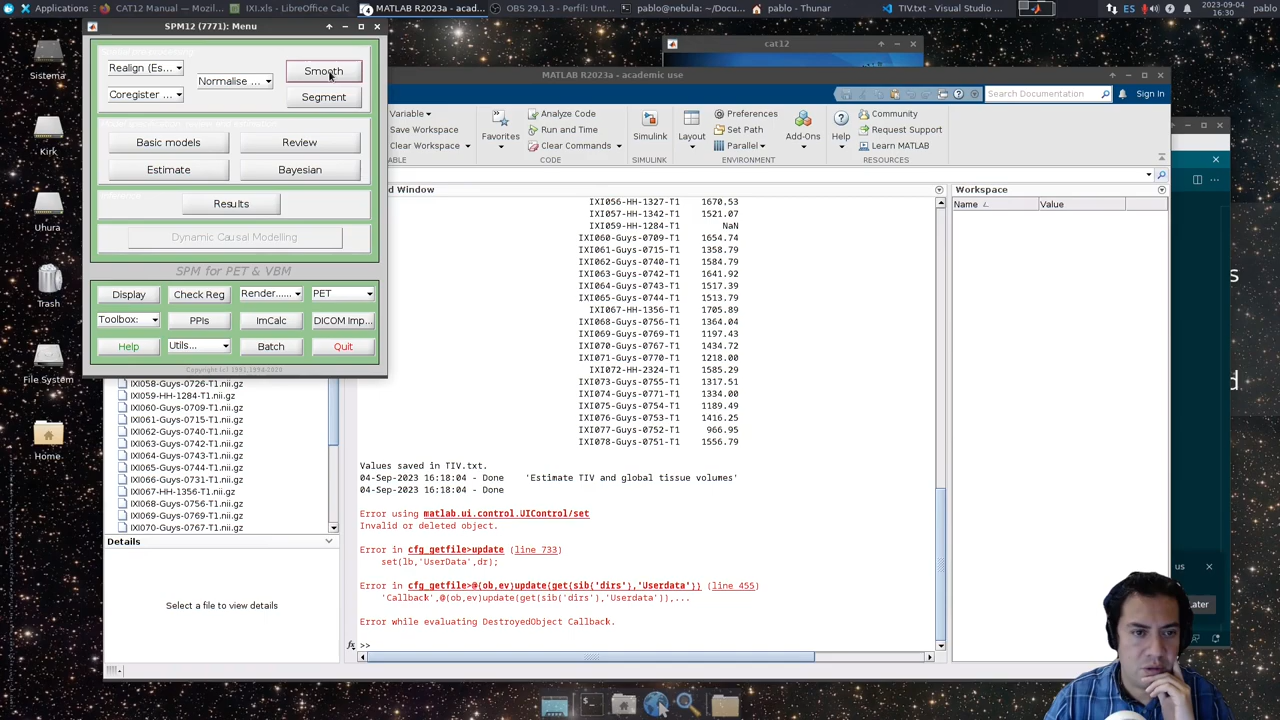 Applications
CAT12 Manual — Mozil...
IXI.xls - LibreOffice Calc
4
MATLAB R2023a - acad...
OBS 29.1.3 - Perfil: Unt...
pablo@nebula: ~
pablo - Thunar
TIV.txt - Visual Studio ...
ES
2023-09-04
16:30
pablo
SPM12 (7771): Menu
cat12
MATLAB R2023a - academic use
Sistema
Kirk
Uhura
Trash
File System
Home
Realign (Es...
Normalise ...
Smooth
Coregister ...
Segment
Basic models
Review
Estimate
Bayesian
Results
Dynamic Causal Modelling
SPM for PET & VBM
Display
Check Reg
Render......
PET
Toolbox:
PPIs
ImCalc
DICOM Imp...
Help
Utils...
Batch
Quit
Copyright (c) 1991,1994-2020
Search Documentation
Sign In
Variable
Save Workspace
Clear Workspace
ABLE
Favorites
Analyze Code
Run and Time
Clear Commands
CODE
Simulink
SIMULINK
Layout
Preferences
Set Path
Parallel
ENVIRONMENT
Add-Ons
Help
Community
Request Support
Learn MATLAB
RESOURCES
d Window
Workspace
Name
Value
IXI056-HH-1327-T1 1670.53
IXI057-HH-1342-T1 1521.07
IXI059-HH-1284-T1 NaN
IXI060-Guys-0709-T1 1654.74
IXI061-Guys-0715-T1 1358.79
IXI062-Guys-0740-T1 1584.79
IXI063-Guys-0742-T1 1641.92
IXI064-Guys-0743-T1 1517.39
IXI065-Guys-0744-T1 1513.79
IXI067-HH-1356-T1 1705.89
IXI068-Guys-0756-T1 1364.04
IXI069-Guys-0769-T1 1197.43
IXI070-Guys-0767-T1 1434.72
IXI071-Guys-0770-T1 1218.00
IXI072-HH-2324-T1 1585.29
IXI073-Guys-0755-T1 1317.51
IXI074-Guys-0771-T1 1334.00
IXI075-Guys-0754-T1 1189.49
IXI076-Guys-0753-T1 1416.25
IXI077-Guys-0752-T1 966.95
IXI078-Guys-0751-T1 1556.79
Values saved in TIV.txt.
04-Sep-2023 16:18:04 - Done 'Estimate TIV and global tissue volumes'
04-Sep-2023 16:18:04 - Done
Error using matlab.ui.control.UIControl/set
Invalid or deleted object.
Error in cfg_getfile>update (line 733)
set(lb,'UserData',dr);
Error in cfg_getfile>@(ob,ev)update(get(sib('dirs'),'Userdata')) (line 455)
'Callback',@(ob,ev)update(get(sib('dirs'),'Userdata')),...
Error while evaluating DestroyedObject Callback.
fx >>
IXI058-Guys-0726-T1.nii.gz
IXI059-HH-1284-T1.nii.gz
IXI060-Guys-0709-T1.nii.gz
IXI061-Guys-0715-T1.nii.gz
IXI062-Guys-0740-T1.nii.gz
IXI063-Guys-0742-T1.nii.gz
IXI064-Guys-0743-T1.nii.gz
IXI065-Guys-0744-T1.nii.gz
IXI066-Guys-0731-T1.nii.gz
IXI067-HH-1356-T1.nii.gz
IXI068-Guys-0756-T1.nii.gz
IXI069-Guys-0769-T1.nii.gz
IXI070-Guys-0767-T1.nii.gz
Details
Select a file to view details
s
d
us
ater